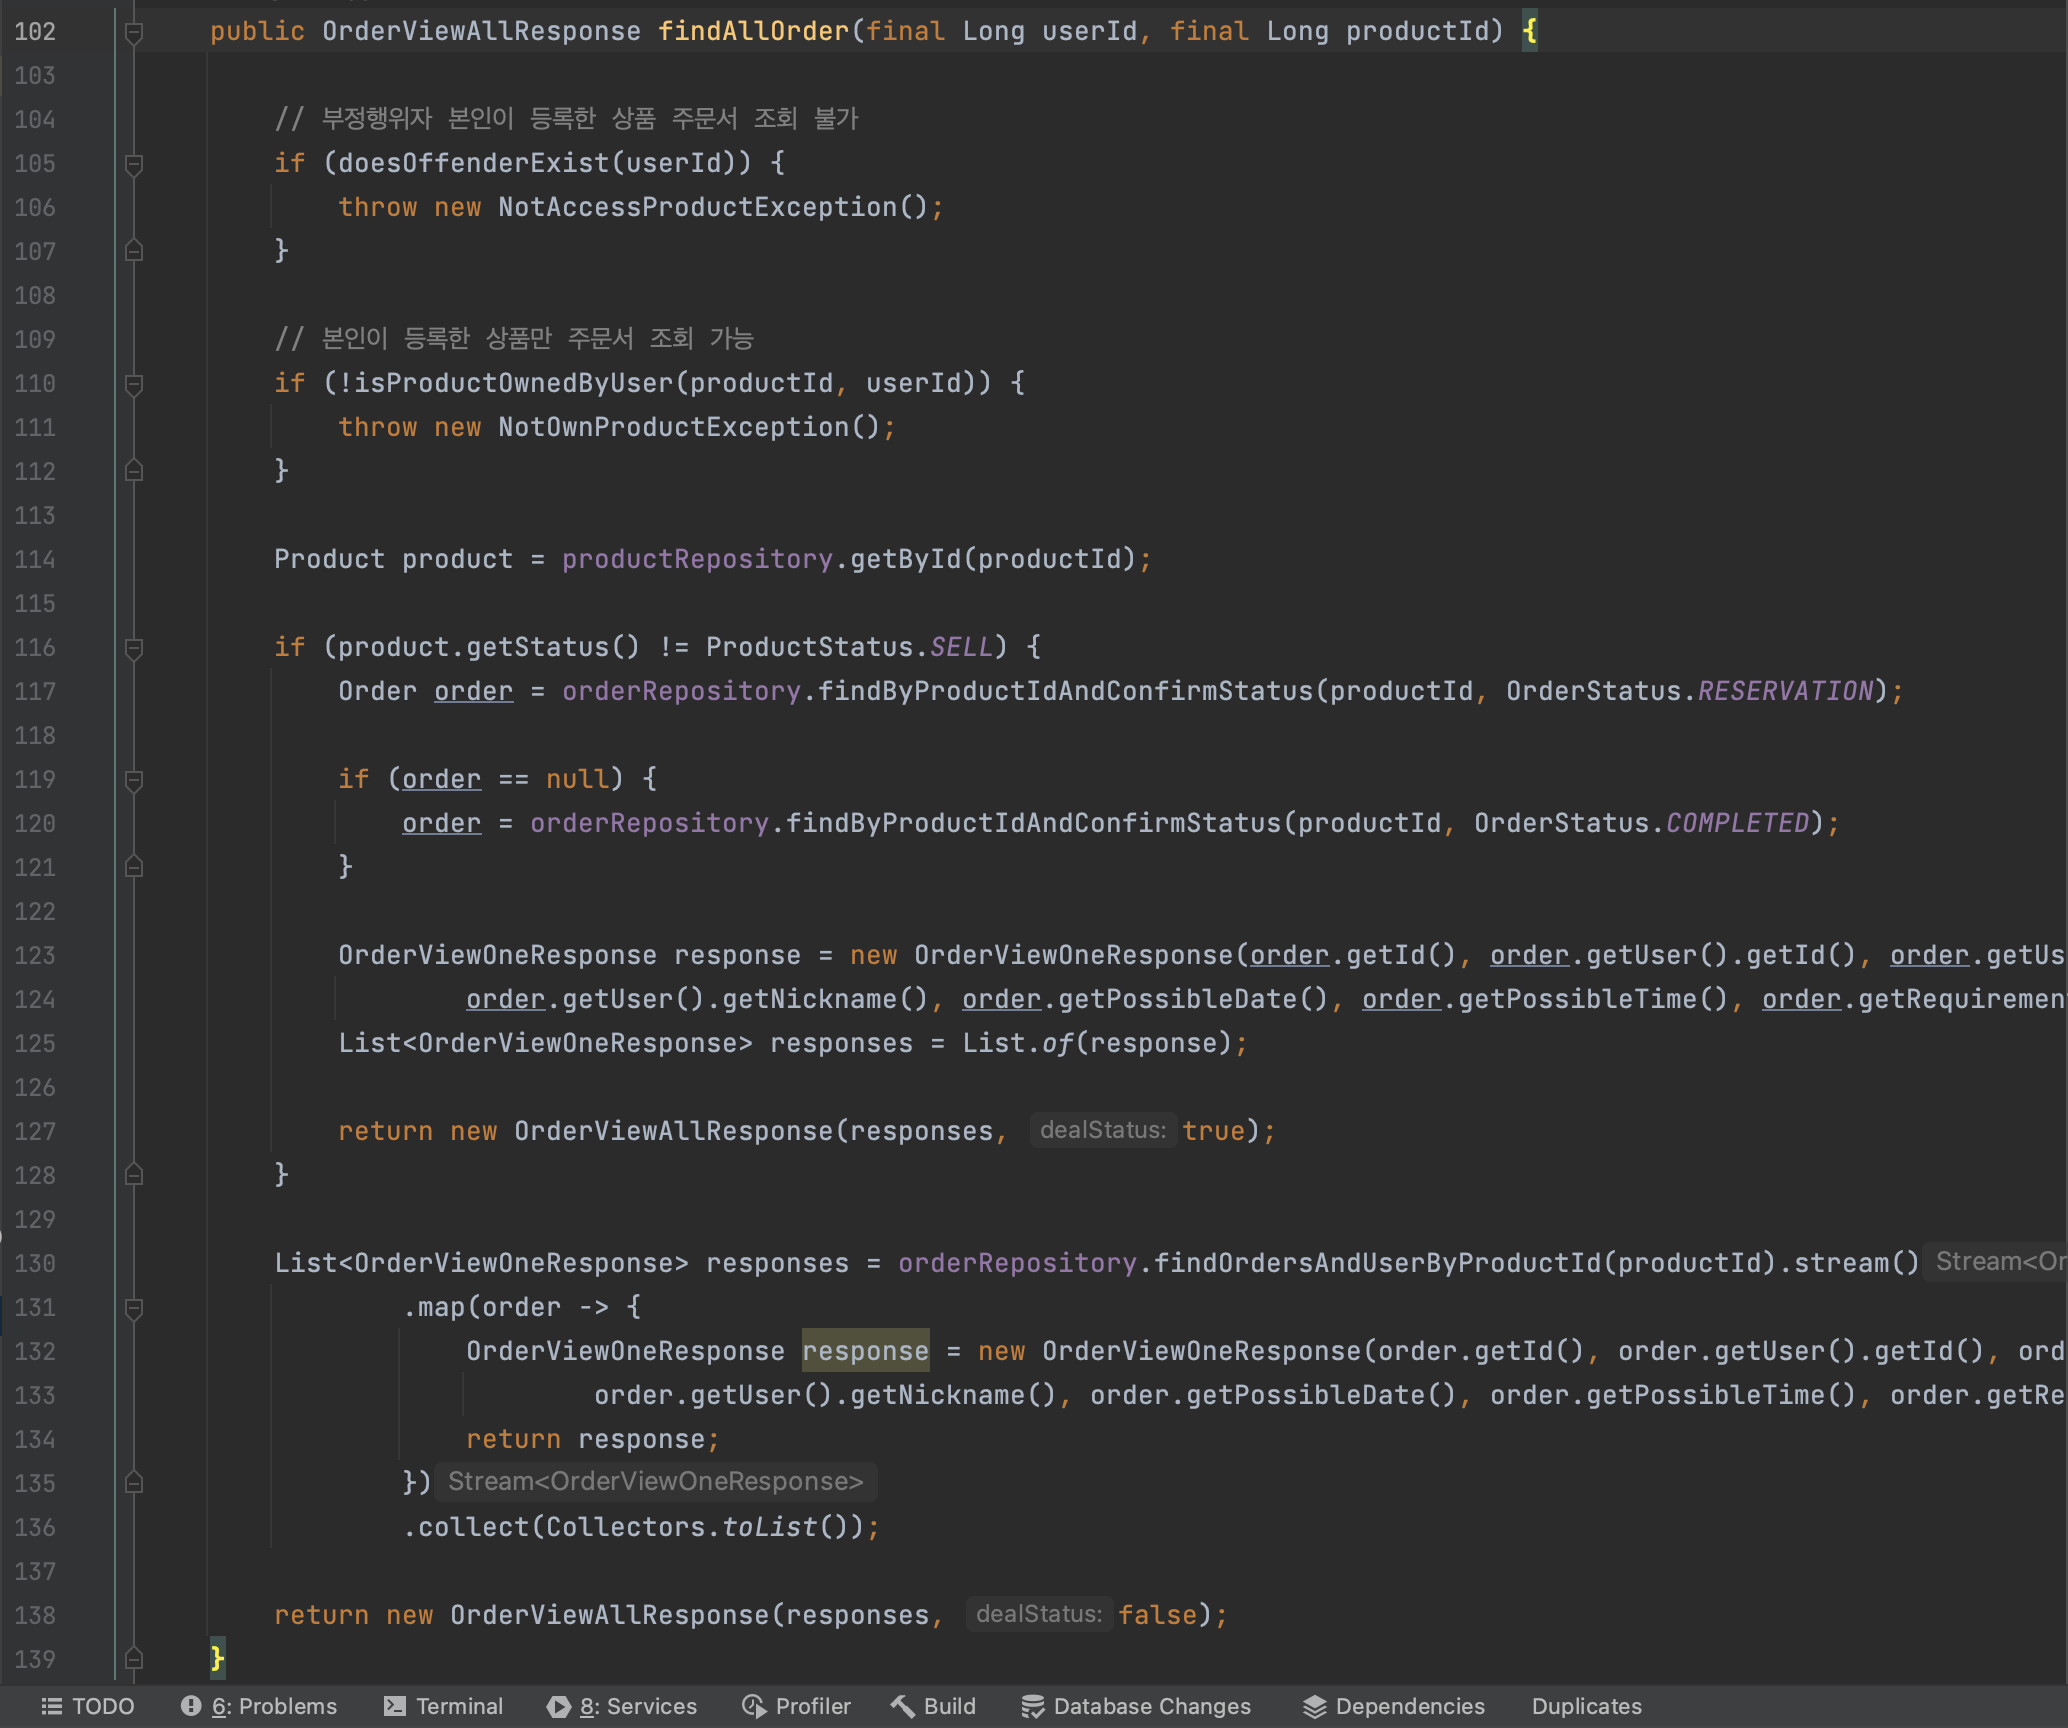 102 public OrderViewAllResponse findAllOrder(final Long userId, final Long productId) {
103
104 // 부정행위자 본인이 등록한 상품 주문서 조회 불가
105 if (doesOffenderExist(userId)) {
106 throw new NotAccessProductException();
107 }
108
109 // 본인이 등록한 상품만 주문서 조회 가능
110 if (!isProductOwnedByUser(productId, userId)) {
111 throw new NotOwnProductException();
112 }
113
114 Product product = productRepository.getById(productId);
115
116 if (product.getStatus() != ProductStatus.SELL) {
117 Order order = orderRepository.findByProductIdAndConfirmStatus(productId, OrderStatus.RESERVATION);
118
119 if (order == null) {
120 order = orderRepository.findByProductIdAndConfirmStatus(productId, OrderStatus.COMPLETED);
121 }
122
123 OrderViewOneResponse response = new OrderViewOneResponse(order.getId(), order.getUser().getId(), order.getUs
124 order.getUser().getNickname(), order.getPossibleDate(), order.getPossibleTime(), order.getRequiremen
125 List<OrderViewOneResponse> responses = List.of(response);
126
127 return new OrderViewAllResponse(responses, dealStatus: true);
128 }
129
130 List<OrderViewOneResponse> responses = orderRepository.findOrdersAndUserByProductId(productId).stream() Stream<Or
131 .map(order -> {
132 OrderViewOneResponse response = new OrderViewOneResponse(order.getId(), order.getUser().getId(), ord
133 order.getUser().getNickname(), order.getPossibleDate(), order.getPossibleTime(), order.getRe
134 return response;
135 }) Stream<OrderViewOneResponse>
136 .collect(Collectors.toList());
137
138 return new OrderViewAllResponse(responses, dealStatus: false);
139 }
TODO 6: Problems Terminal 8: Services Profiler Build Database Changes Dependencies Duplicates